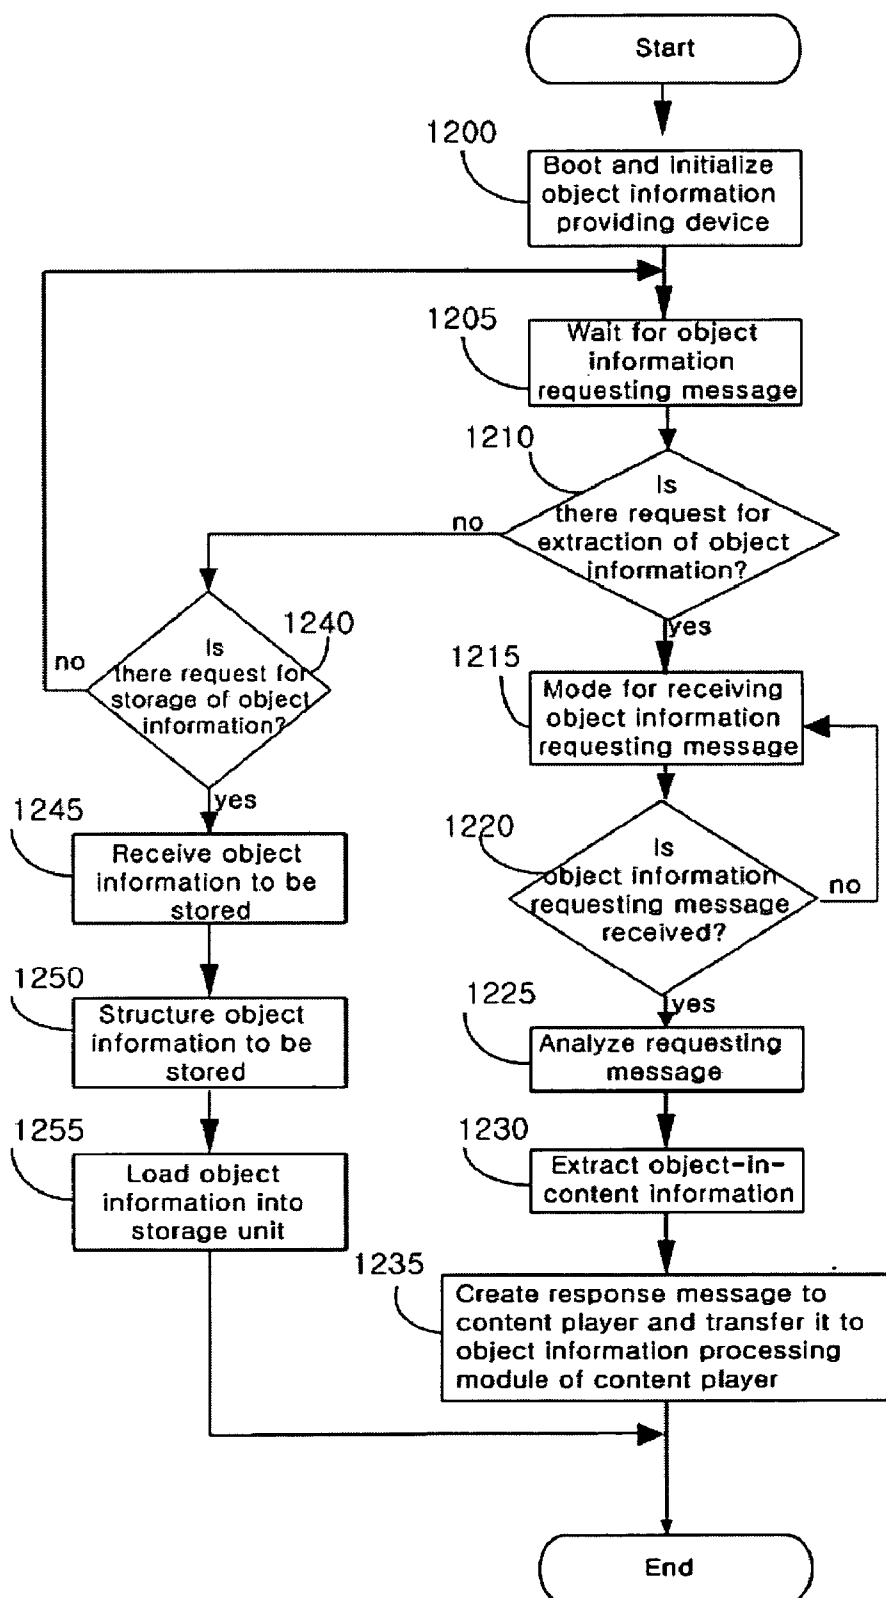 Start
1200
Boot and initialize
object information
providing device
1205
Wait for object
information
requesting message
1210
Is
there request for
extraction of object
information?
no
yes
1240
Is
there request for
storage of object
information?
no
yes
1215
Mode for receiving
object information
requesting message
1220
Is
object information
requesting message
received?
no
yes
1245
Receive object
information to be
stored
1250
Structure object
information to be
stored
1255
Load object
information into
storage unit
1225
Analyze requesting
message
1230
Extract object-in-
content information
1235
Create response message to
content player and transfer it to
object information processing
module of content player
End